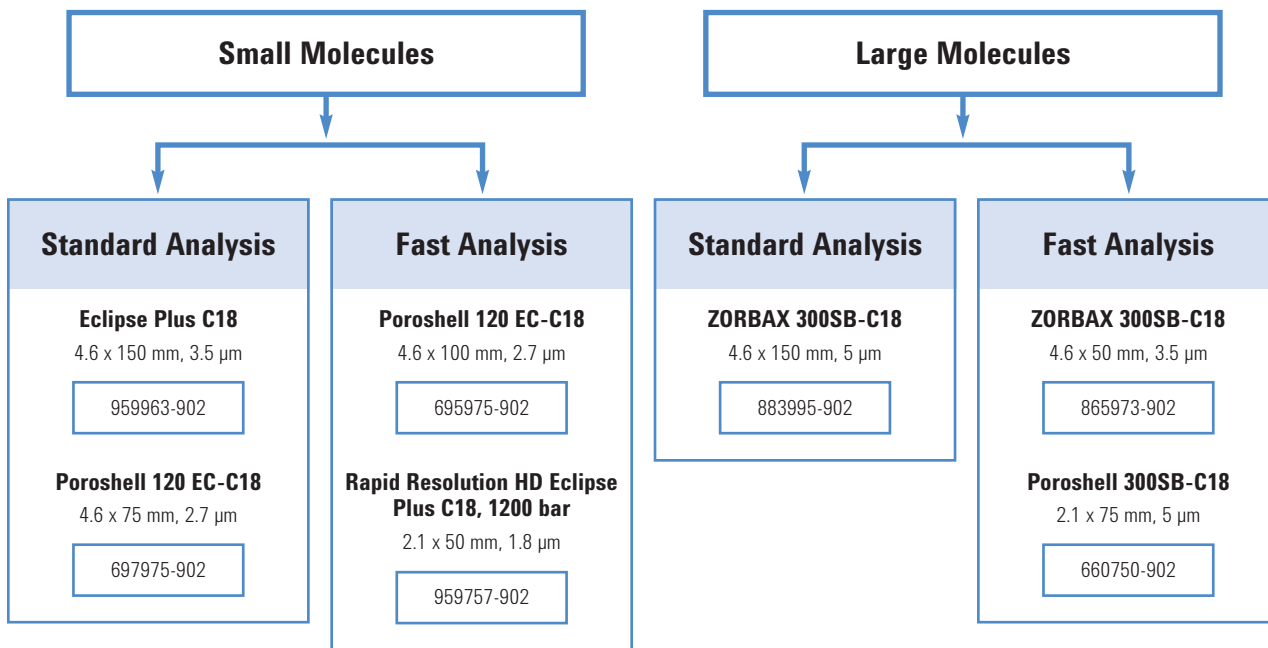 Small Molecules
Large Molecules
Standard Analysis
Eclipse Plus C18
4.6 x 150 mm, 3.5 µm
959963-902
Poroshell 120 EC-C18
4.6 x 75 mm, 2.7 µm
697975-902
Fast Analysis
Poroshell 120 EC-C18
4.6 x 100 mm, 2.7 µm
695975-902
Rapid Resolution HD Eclipse
Plus C18, 1200 bar
2.1 x 50 mm, 1.8 µm
959757-902
Standard Analysis
ZORBAX 300SB-C18
4.6 x 150 mm, 5 µm
883995-902
Fast Analysis
ZORBAX 300SB-C18
4.6 x 50 mm, 3.5 µm
865973-902
Poroshell 300SB-C18
2.1 x 75 mm, 5 µm
660750-902